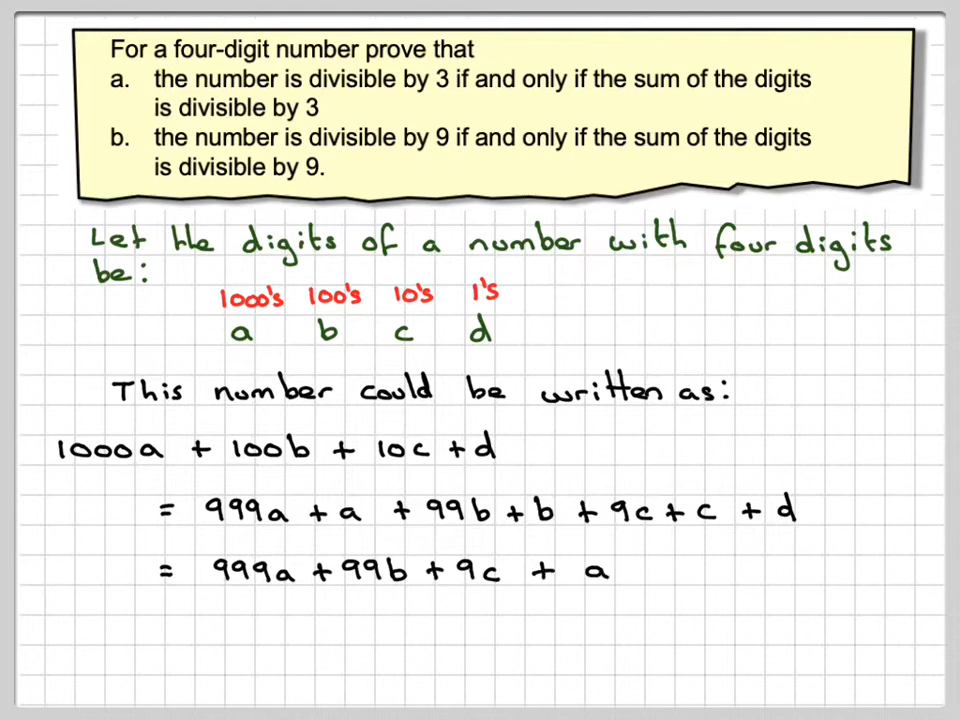 For a four-digit number prove that
a. the number is divisible by 3 if and only if the sum of the digits
is divisible by 3
b. the number is divisible by 9 if and only if the sum of the digits
is divisible by 9.
Let the digits of a number with four digits
be:
1000's 100's 10's 1's
a b c d
This number could be written as:
1000a + 100b + 10c + d
= 999a + a + 99b + b + 9c + c + d
= 999a + 99b + 9c + a